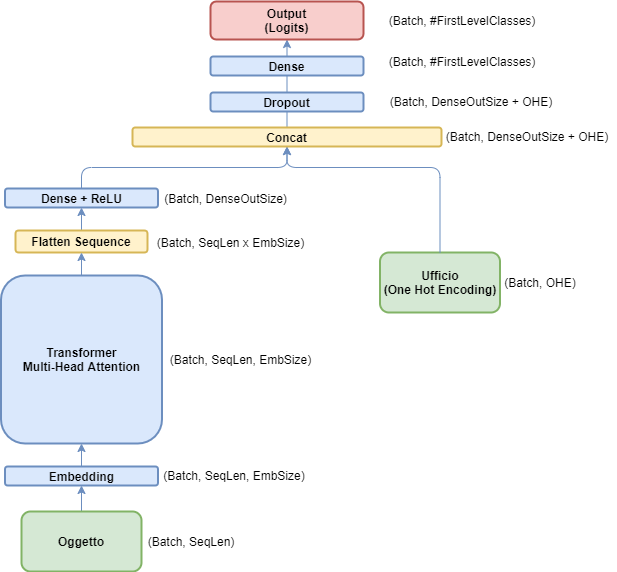 Output
(Logits)
(Batch, #FirstLevelClasses)
Dense
(Batch, #FirstLevelClasses)
Dropout
(Batch, DenseOutSize + OHE)
Concat
(Batch, DenseOutSize + OHE)
Dense + ReLU
(Batch, DenseOutSize)
Flatten Sequence
(Batch, SeqLen x EmbSize)
Ufficio
(One Hot Encoding)
(Batch, OHE)
Transformer
Multi-Head Attention
(Batch, SeqLen, EmbSize)
Embedding
(Batch, SeqLen, EmbSize)
Oggetto
(Batch, SeqLen)